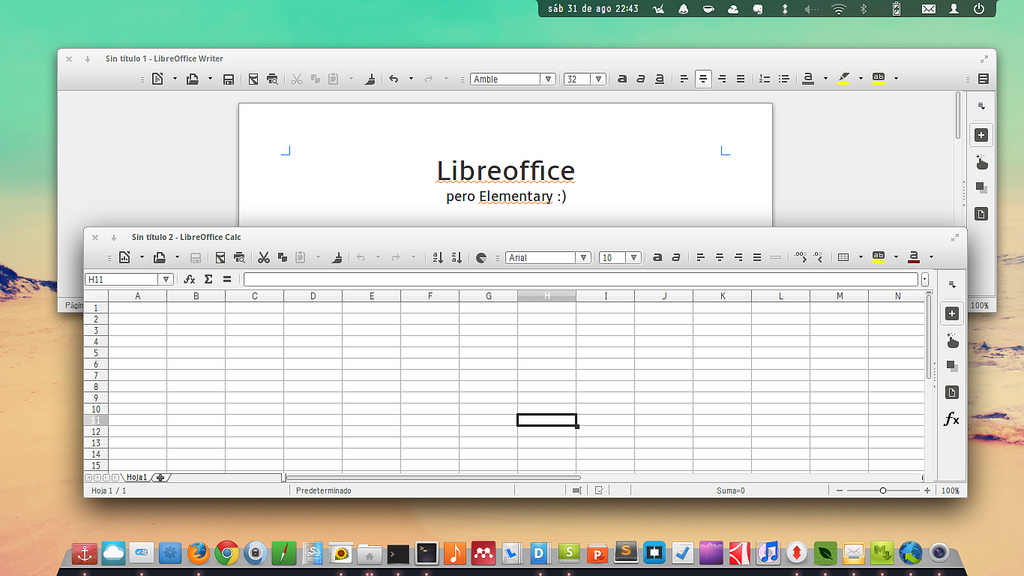 sáb 31 de ago 22:43
Sin título 1 - LibreOffice Writer
Amble 32
Libreoffice
pero Elementary :)
Págin
100%
Sin título 2 - LibreOffice Calc
Arial 10
H11
A B C D E F G H I J K L M N
1
2
3
4
5
6
7
8
9
10
11
12
13
14
15
Hoja1
Hoja 1 / 1 Predeterminado Suma=0 100%